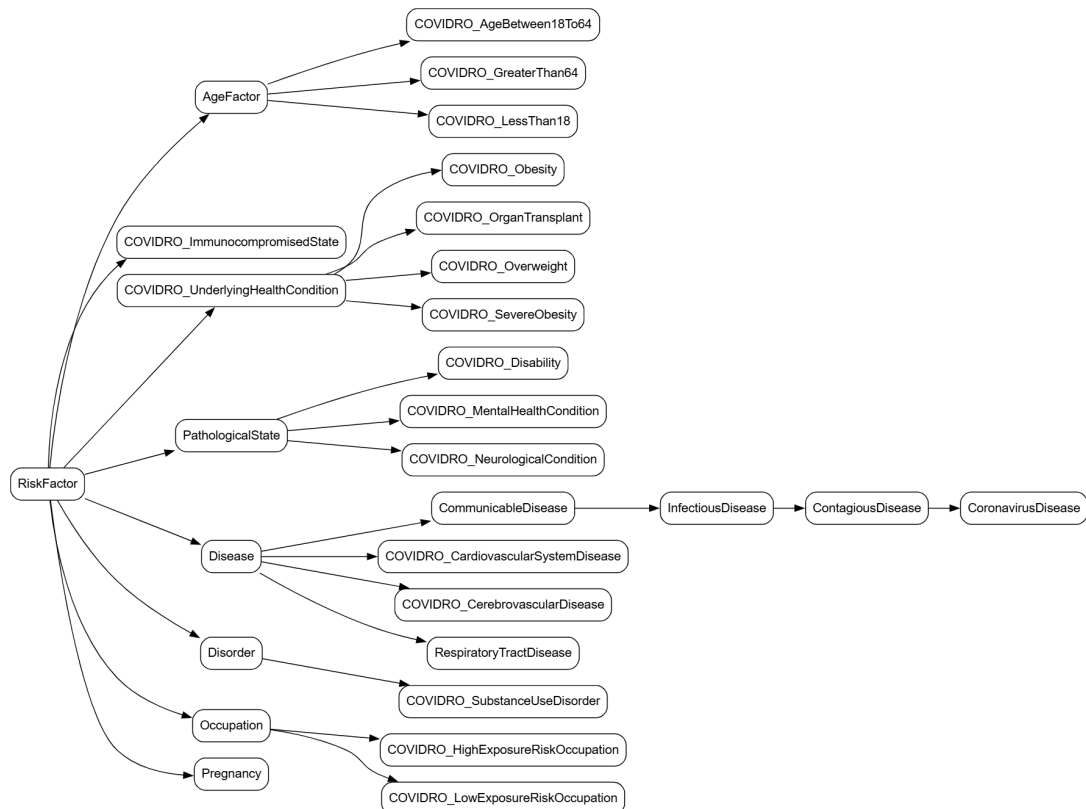 COVIDRO_AgeBetween18To64
COVIDRO_GreaterThan64
AgeFactor
COVIDRO_LessThan18
COVIDRO_Obesity
COVIDRO_OrganTransplant
COVIDRO_ImmunocompromisedState
COVIDRO_Overweight
COVIDRO_UnderlyingHealthCondition
COVIDRO_SevereObesity
COVIDRO_Disability
COVIDRO_MentalHealthCondition
PathologicalState
COVIDRO_NeurologicalCondition
RiskFactor
CommunicableDisease
InfectiousDisease
ContagiousDisease
CoronavirusDisease
Disease
COVIDRO_CardiovascularSystemDisease
COVIDRO_CerebrovascularDisease
Disorder
RespiratoryTractDisease
COVIDRO_SubstanceUseDisorder
Occupation
COVIDRO_HighExposureRiskOccupation
Pregnancy
COVIDRO_LowExposureRiskOccupation